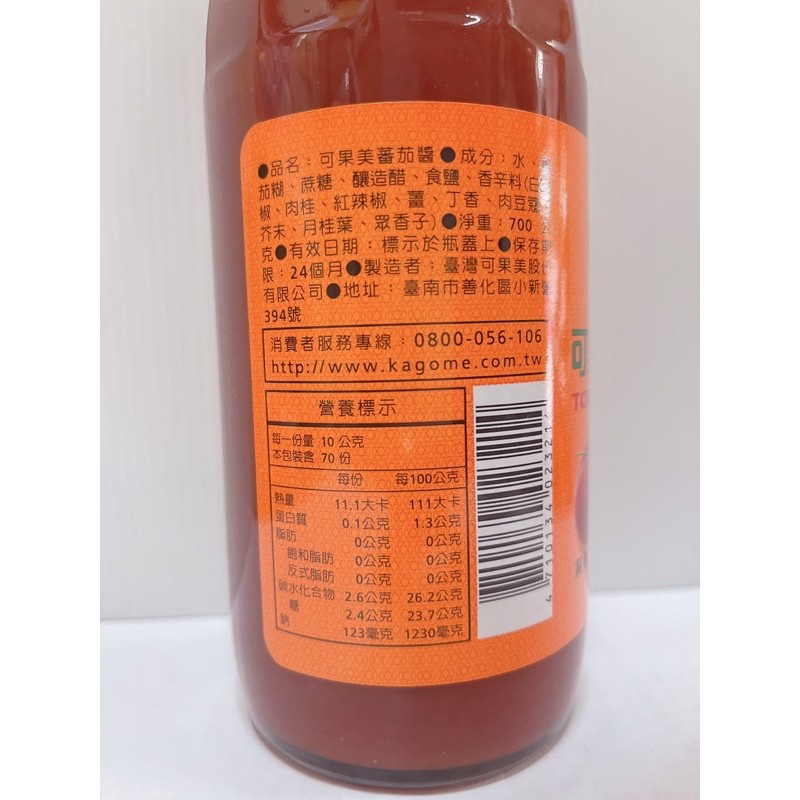 ●品名：可果美蕃茄醬●成分：水、
茄糊、蔗糖、釀造醋、食鹽、香辛料(白
椒、肉桂、紅辣椒、薑、丁香、肉豆蔻
芥末、月桂葉、眾香子)●淨重：700 公
克●有效日期：標示於瓶蓋上●保存期
限：24個月●製造者：臺灣可果美股份
有限公司●地址：臺南市善化區小新營
394號
消費者服務專線：0800-056-106
http://www.kagome.com.tw
營養標示
每一份量 10 公克
本包裝含 70 份
每份 每100公克
熱量 11.1大卡 111大卡
蛋白質 0.1公克 1.3公克
脂肪 0公克 0公克
飽和脂肪 0公克 0公克
反式脂肪 0公克 0公克
碳水化合物 2.6公克 26.2公克
糖 2.4公克 23.7公克
鈉 123毫克 1230毫克
可
TO